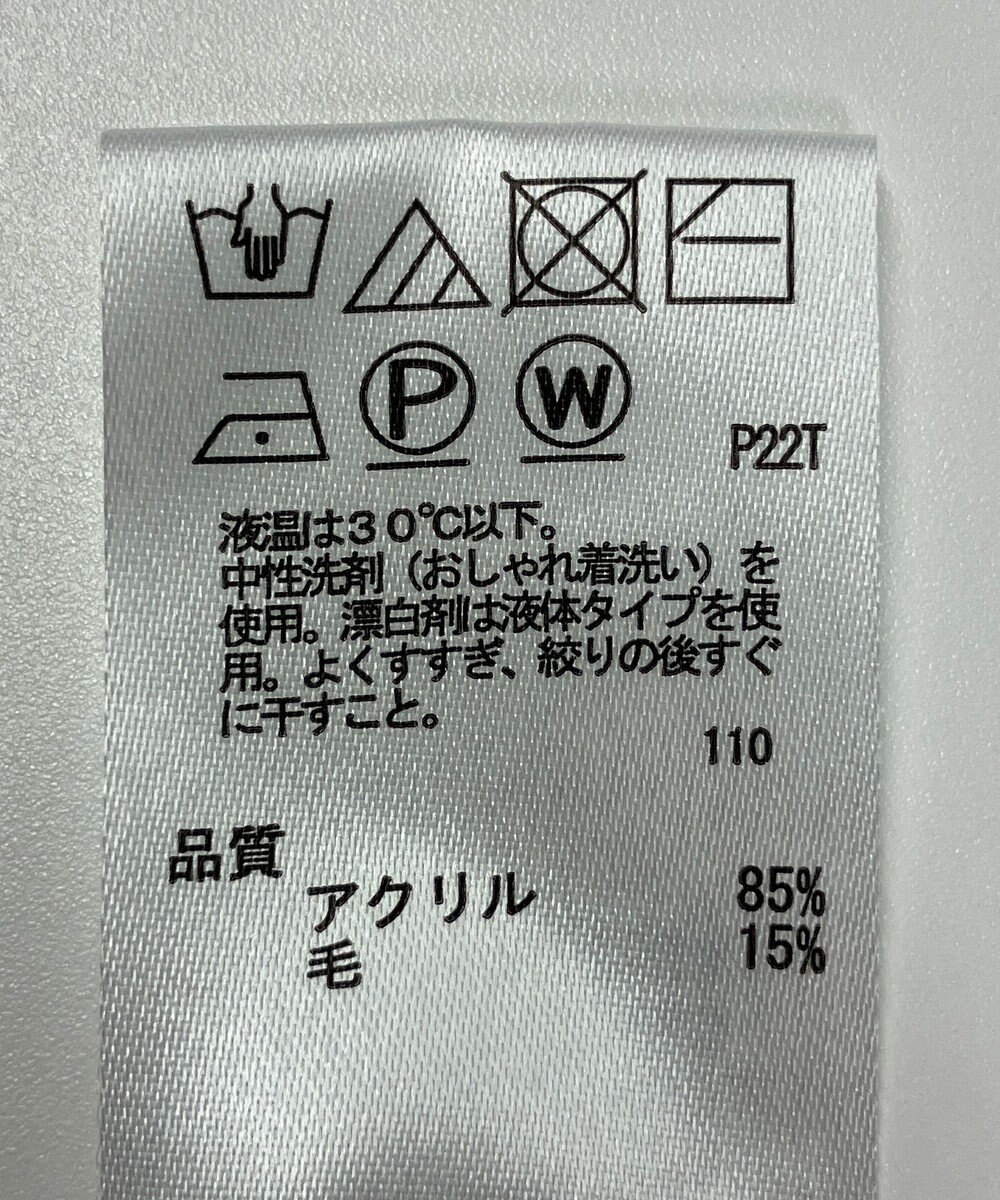 P W
P22T
液温は３０℃以下。
中性洗剤（おしゃれ着洗い）を
使用。漂白剤は液体タイプを使
用。よくすすぎ、絞りの後すぐ
に干すこと。
110
品質
アクリル 85%
毛 15%